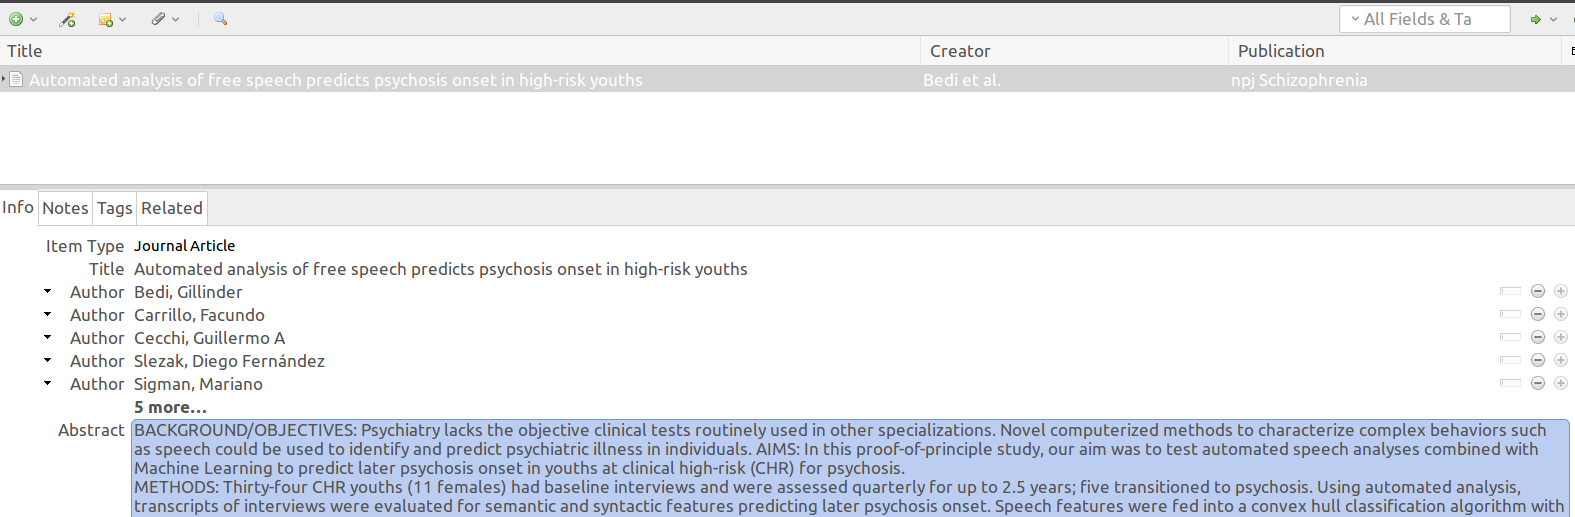 All Fields & Ta
Title Creator Publication
Automated analysis of free speech predicts psychosis onset in high-risk youths Bedi et al. npj Schizophrenia
Info Notes Tags Related
Item Type Journal Article
Title Automated analysis of free speech predicts psychosis onset in high-risk youths
Author Bedi, Gillinder
Author Carrillo, Facundo
Author Cecchi, Guillermo A
Author Slezak, Diego Fernández
Author Sigman, Mariano
5 more...
Abstract BACKGROUND/OBJECTIVES: Psychiatry lacks the objective clinical tests routinely used in other specializations. Novel computerized methods to characterize complex behaviors such
as speech could be used to identify and predict psychiatric illness in individuals. AIMS: In this proof-of-principle study, our aim was to test automated speech analyses combined with
Machine Learning to predict later psychosis onset in youths at clinical high-risk (CHR) for psychosis.
METHODS: Thirty-four CHR youths (11 females) had baseline interviews and were assessed quarterly for up to 2.5 years; five transitioned to psychosis. Using automated analysis,
transcripts of interviews were evaluated for semantic and syntactic features predicting later psychosis onset. Speech features were fed into a convex hull classification algorithm with